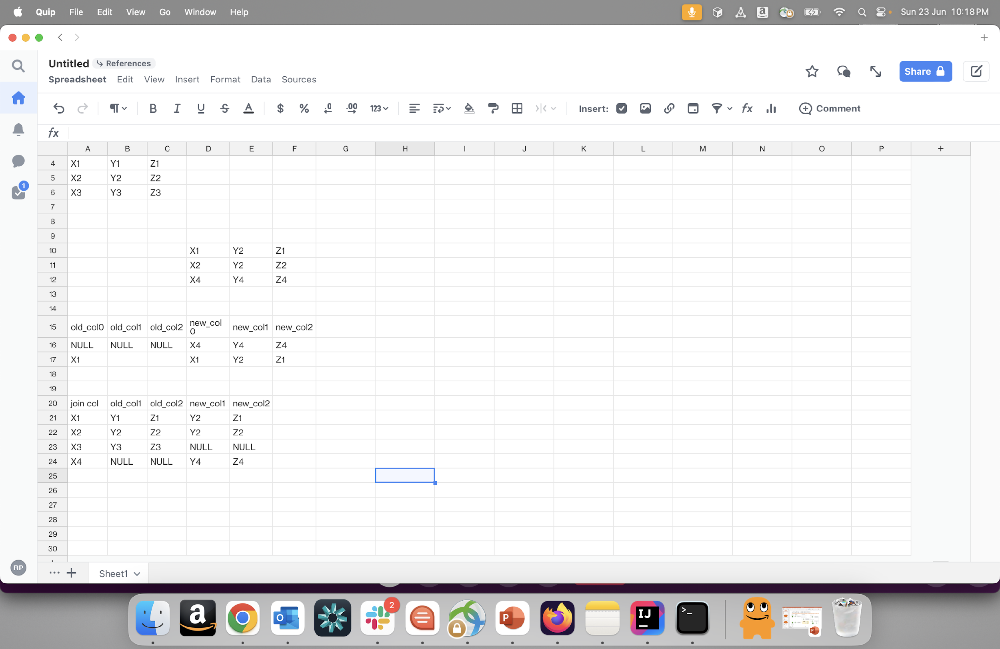 Quip File Edit View Go Window Help Sun 23 Jun 10:18 PM
Untitled References
Spreadsheet Edit View Insert Format Data Sources
Share
B I U S A $ % .0 .00 123 Insert: fx Comment
fx
A B C D E F G H I J K L M N O P +
4 X1 Y1 Z1
5 X2 Y2 Z2
1
6 X3 Y3 Z3
7
8
9
10 X1 Y2 Z1
11 X2 Y2 Z2
12 X4 Y4 Z4
13
14
15 old_col0 old_col1 old_col2 new_col0 new_col1 new_col2
16 NULL NULL NULL X4 Y4 Z4
17 X1 X1 Y2 Z1
18
19
20 join col old_col1 old_col2 new_col1 new_col2
21 X1 Y1 Z1 Y2 Z1
22 X2 Y2 Z2 Y2 Z2
23 X3 Y3 Z3 NULL NULL
24 X4 NULL NULL Y4 Z4
25
26
27
28
29
30
RP
Sheet1
a O 2 P IJ >_ P